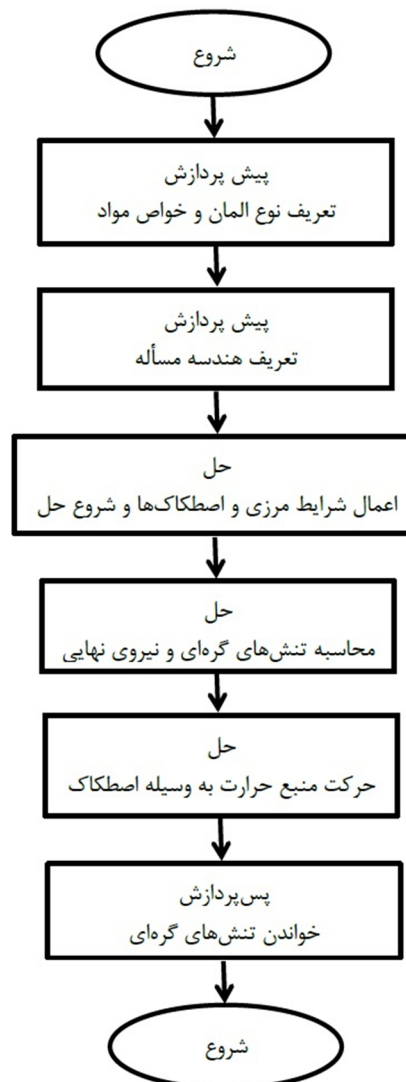 شروع
پیش پردازش
تعریف نوع المان و خواص مواد
پیش پردازش
تعریف هندسه مسأله
حل
اعمال شرایط مرزی و اصطکاک‌ها و شروع حل
حل
محاسبه تنش‌های گره‌ای و نیروی نهایی
حل
حرکت منبع حرارت به وسیله اصطکاک
پس‌پردازش
خواندن تنش‌های گره‌ای
شروع